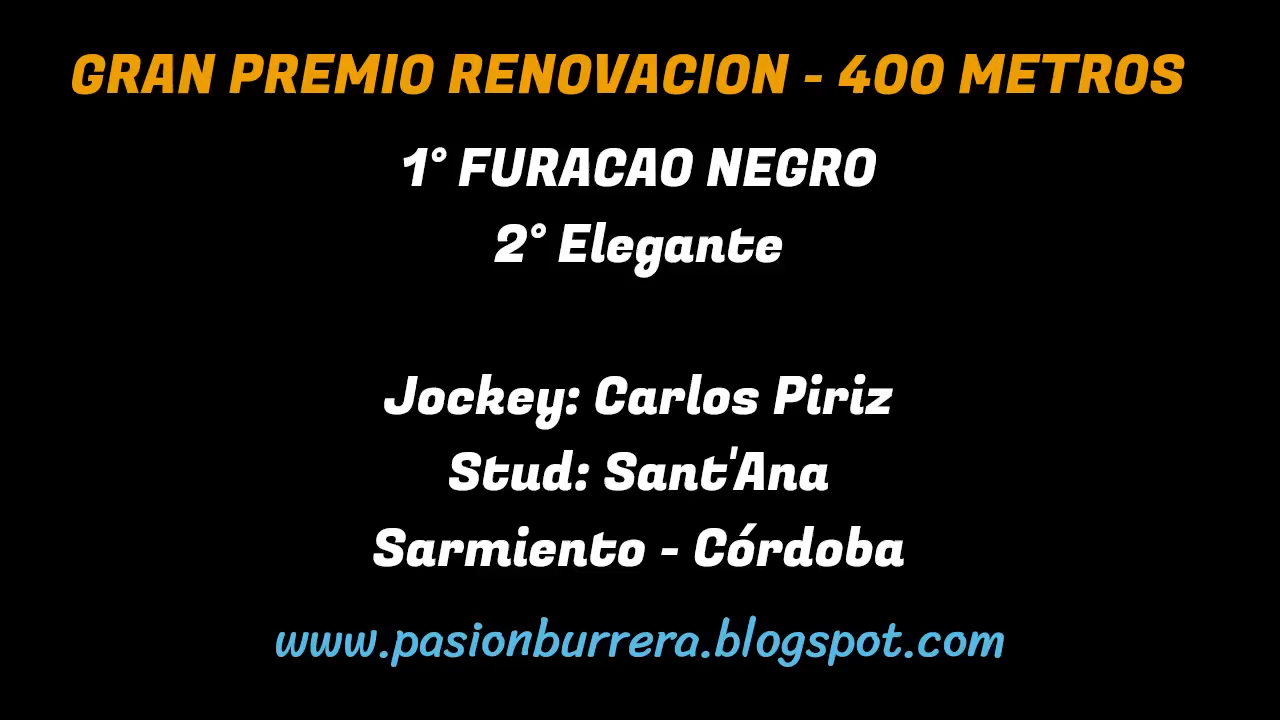 GRAN PREMIO RENOVACION - 400 METROS
1° FURACAO NEGRO
2° Elegante
Jockey: Carlos Piriz
Stud: Sant'Ana
Sarmiento - Córdoba
www.pasionburrera.blogspot.com